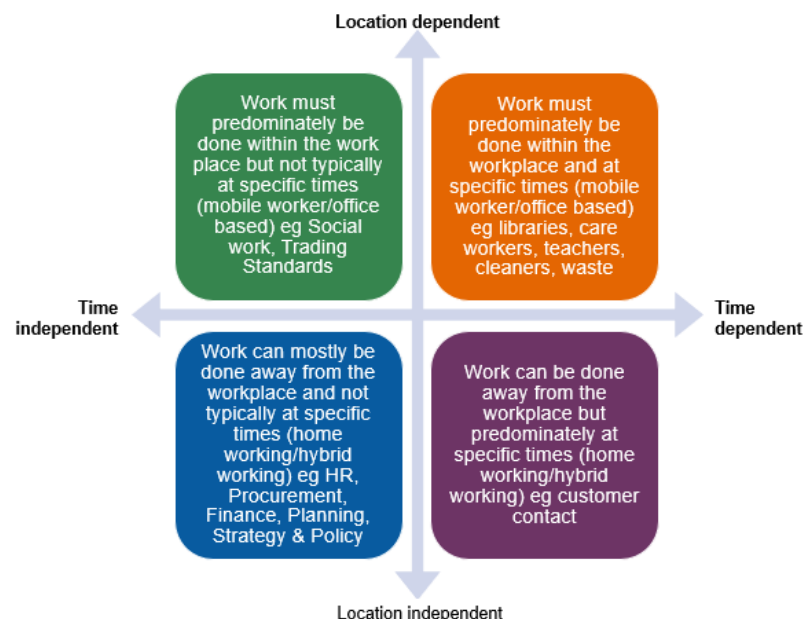 Location dependent
Work must
predominately be
done within the work
place but not typically
at specific times
(mobile worker/office
based) eg Social
work, Trading
Standards
Work must
predominately be
done within the
workplace and at
specific times (mobile
worker/office based)
eg libraries, care
workers, teachers,
cleaners, waste
Time
independent
Time
dependent
Work can mostly be
done away from the
workplace and not
typically at specific
times (home
working/hybrid
working) eg HR,
Procurement,
Finance, Planning,
Strategy & Policy
Work can be done
away from the
workplace but
predominately at
specific times (home
working/hybrid
working) eg customer
contact
Location independent